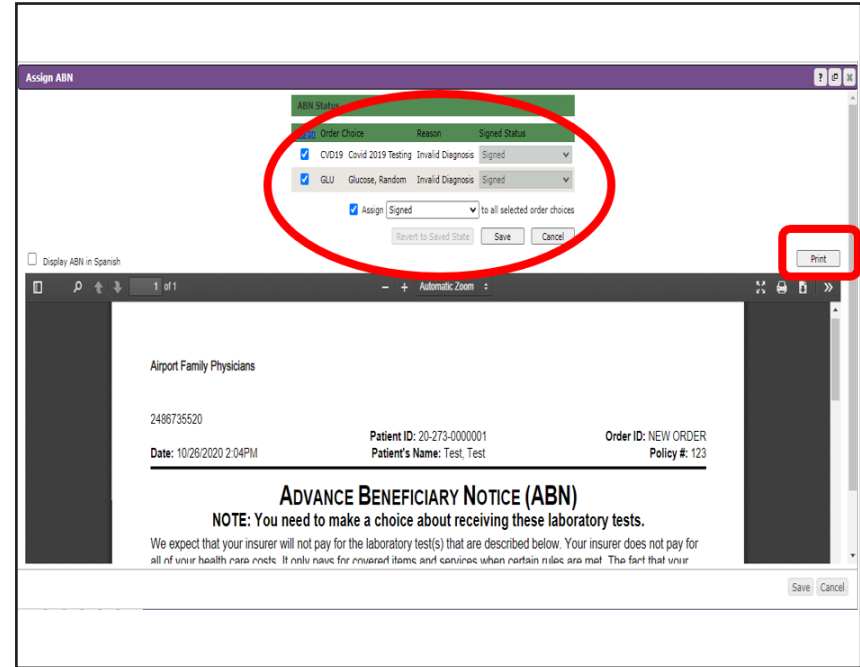 Assign ABN
ABN Status
Assign Order Choice Reason Signed Status
CVD19 Covid 2019 Testing Invalid Diagnosis Signed
GLU Glucose, Random Invalid Diagnosis Signed
Assign Signed to all selected order choices
Revert to Saved State Save Cancel
Display ABN in Spanish
Print
1 of 1
Automatic Zoom
Airport Family Physicians
2486735520
Patient ID: 20-273-0000001 Order ID: NEW ORDER
Date: 10/26/2020 2:04PM Patient's Name: Test, Test Policy #: 123
ADVANCE BENEFICIARY NOTICE (ABN)
NOTE: You need to make a choice about receiving these laboratory tests.
We expect that your insurer will not pay for the laboratory test(s) that are described below. Your insurer does not pay for
all of your health care costs. It only pays for covered items and services when certain rules are met. The fact that your
Save Cancel